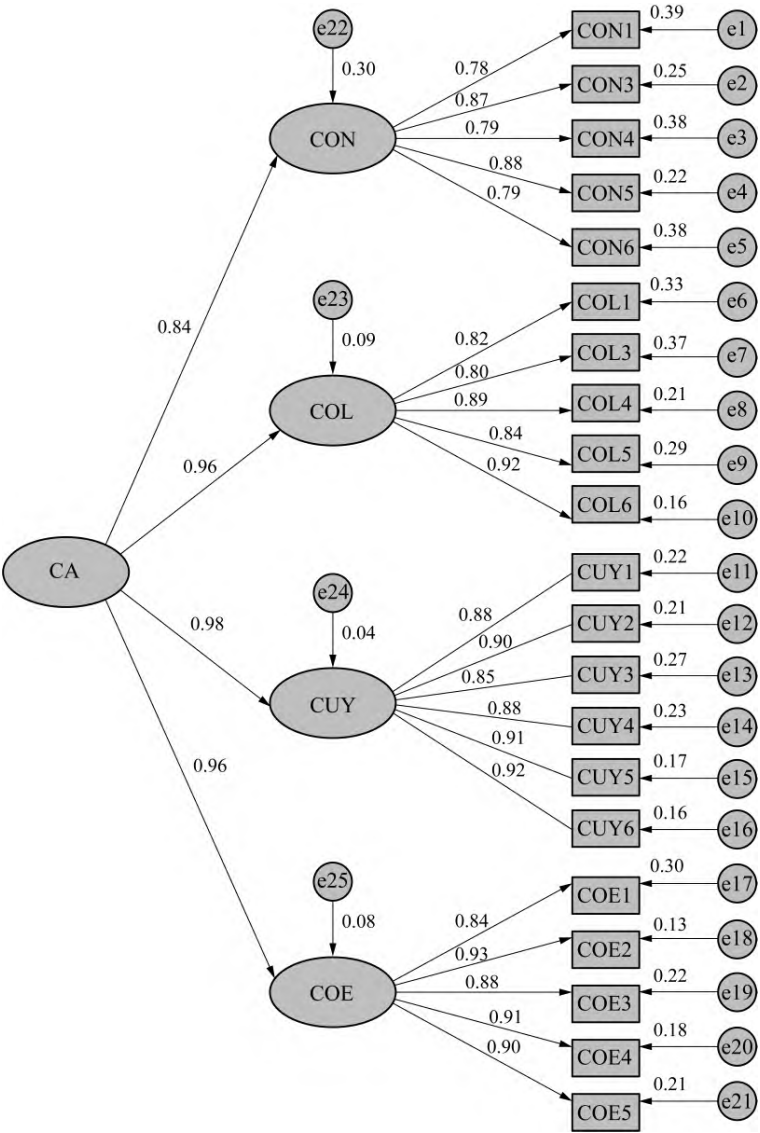 e22
0.30
CON
0.78
0.87
0.79
0.88
0.79
CON1
0.39
e1
CON3
0.25
e2
CON4
0.38
e3
CON5
0.22
e4
CON6
0.38
e5
0.84
e23
0.09
COL
0.82
0.80
0.89
0.84
0.92
COL1
0.33
e6
COL3
0.37
e7
COL4
0.21
e8
COL5
0.29
e9
COL6
0.16
e10
0.96
CA
0.98
e24
0.04
CUY
0.88
0.90
0.85
0.88
0.91
0.92
CUY1
0.22
e11
CUY2
0.21
e12
CUY3
0.27
e13
CUY4
0.23
e14
CUY5
0.17
e15
CUY6
0.16
e16
0.96
e25
0.08
COE
0.84
0.93
0.88
0.91
0.90
COE1
0.30
e17
COE2
0.13
e18
COE3
0.22
e19
COE4
0.18
e20
COE5
0.21
e21